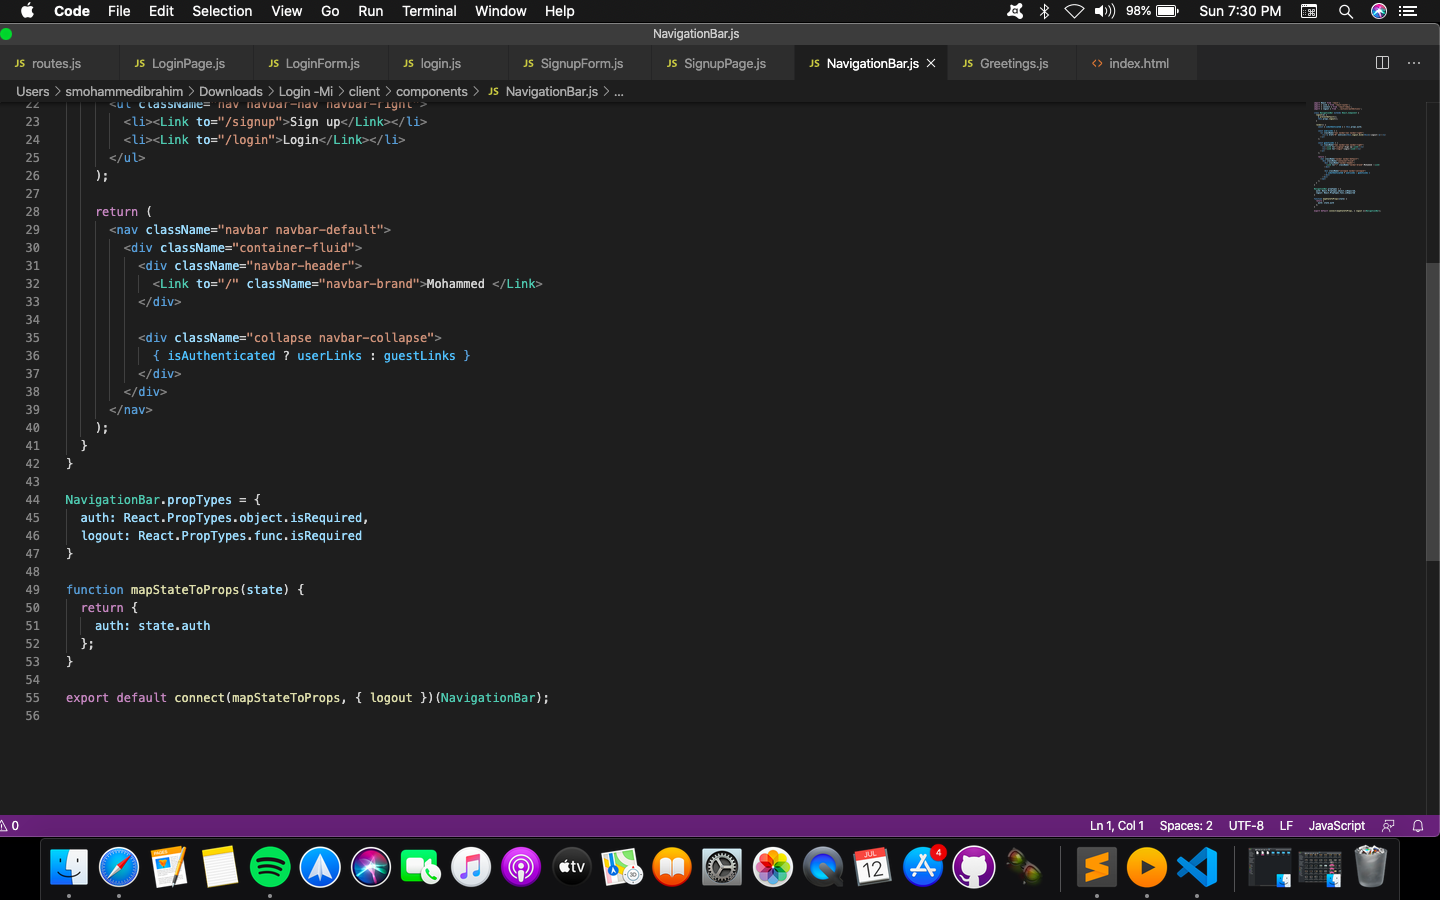 Code File Edit Selection View Go Run Terminal Window Help 98% Sun 7:30 PM
NavigationBar.js
JS routes.js JS LoginPage.js JS LoginForm.js JS login.js JS SignupForm.js JS SignupPage.js JS NavigationBar.js JS Greetings.js <> index.html
Users > smohammedibrahim > Downloads > Login -Mi > client > components > JS NavigationBar.js > ...
22 <ul className="nav navbar-nav navbar-right">
23 <li><Link to="/signup">Sign up</Link></li>
24 <li><Link to="/login">Login</Link></li>
25 </ul>
26 );
27
28 return (
29 <nav className="navbar navbar-default">
30 <div className="container-fluid">
31 <div className="navbar-header">
32 <Link to="/" className="navbar-brand">Mohammed </Link>
33 </div>
34
35 <div className="collapse navbar-collapse">
36 { isAuthenticated ? userLinks : guestLinks }
37 </div>
38 </div>
39 </nav>
40 );
41 }
42 }
43
44 NavigationBar.propTypes = {
45 auth: React.PropTypes.object.isRequired,
46 logout: React.PropTypes.func.isRequired
47 }
48
49 function mapStateToProps(state) {
50 return {
51 auth: state.auth
52 };
53 }
54
55 export default connect(mapStateToProps, { logout })(NavigationBar);
56
0 Ln 1, Col 1 Spaces: 2 UTF-8 LF JavaScript
tv 3D JUL 12 4